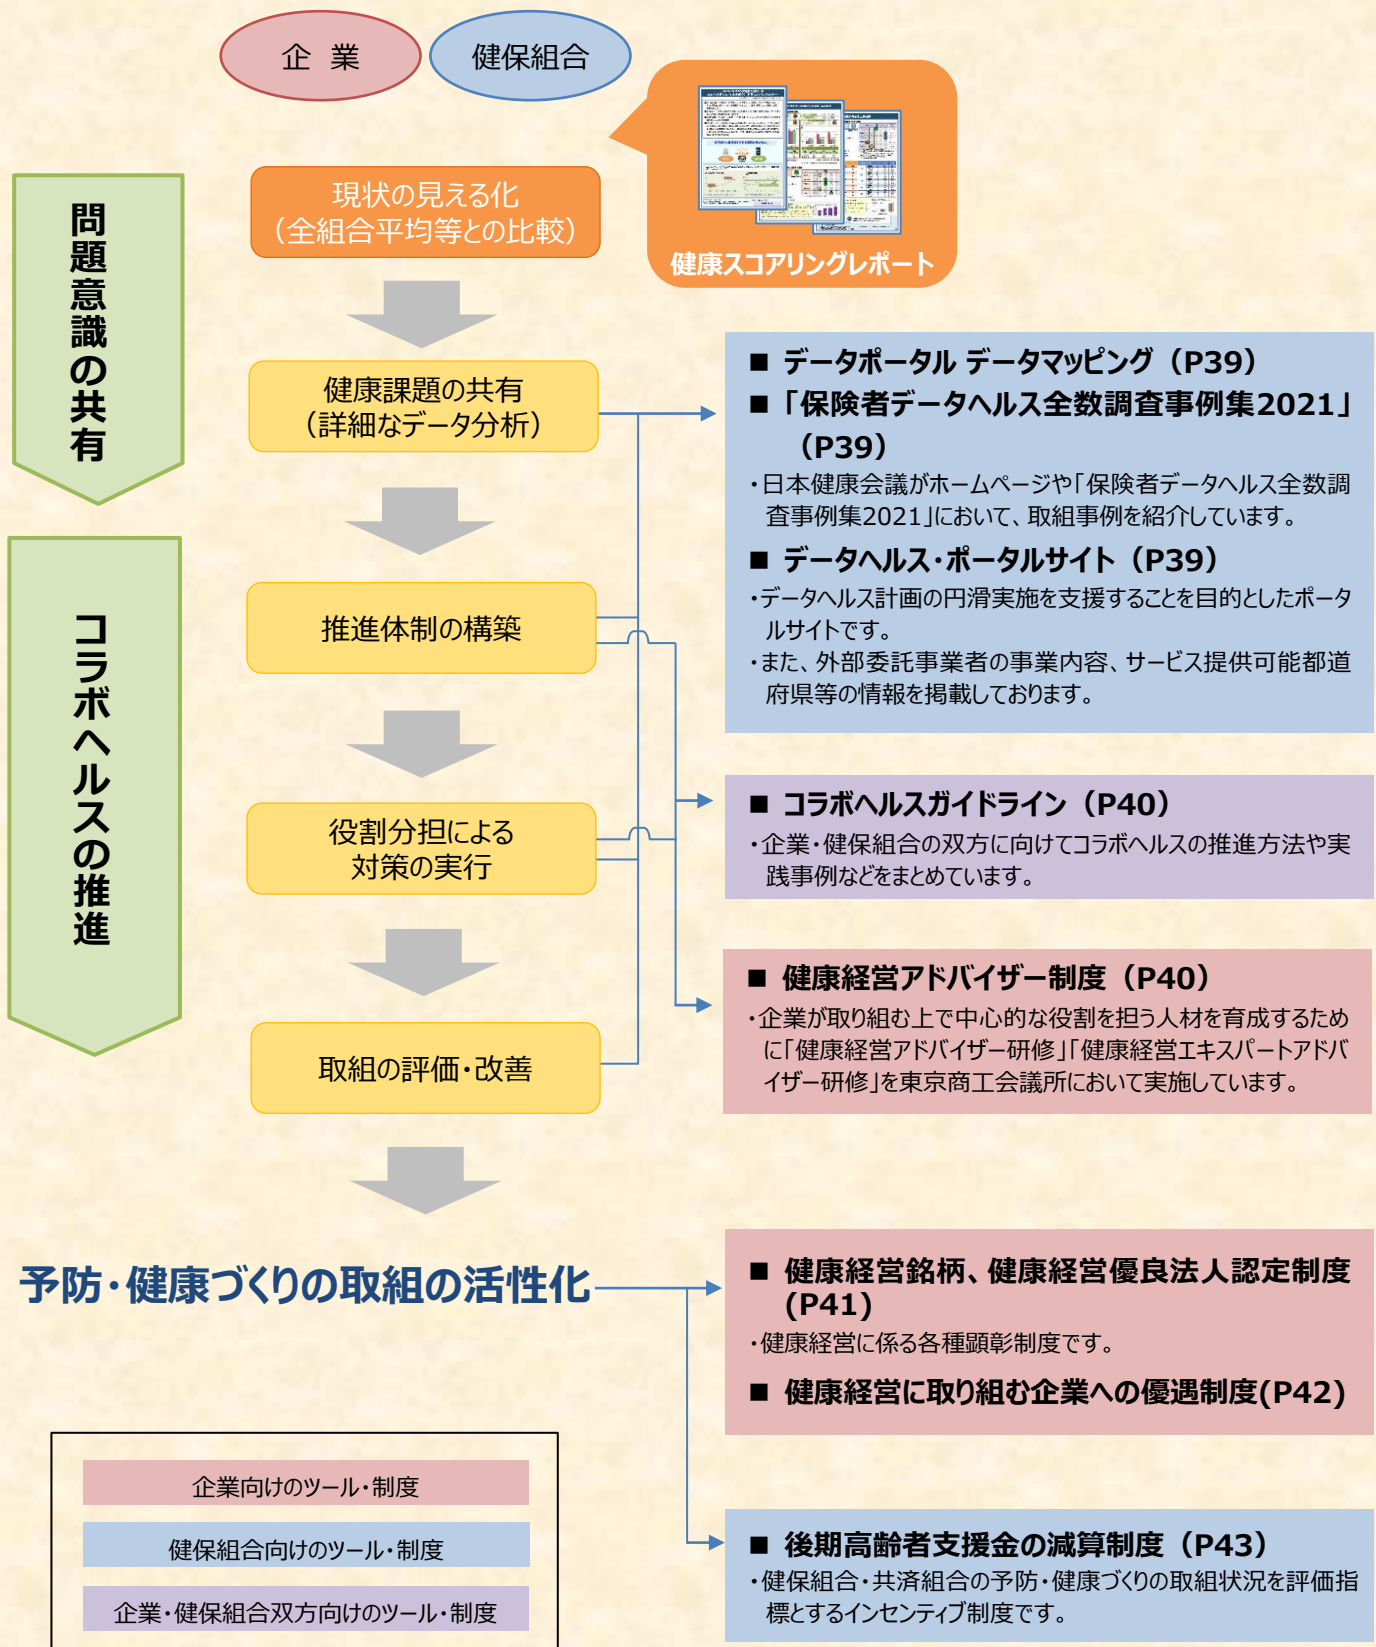 企 業
健保組合
現状の見える化
（全組合平均等との比較）
健康スコアリングレポート
問題意識の共有
健康課題の共有
（詳細なデータ分析）
■ データポータル データマッピング（P39）
■ 「保険者データヘルス全数調査事例集2021」
（P39）
・日本健康会議がホームページや「保険者データヘルス全数調
査事例集2021」において、取組事例を紹介しています。
■ データヘルス・ポータルサイト（P39）
・データヘルス計画の円滑実施を支援することを目的としたポータ
ルサイトです。
・また、外部委託事業者の事業内容、サービス提供可能都道
府県等の情報を掲載しております。
コラボヘルスの推進
推進体制の構築
役割分担による
対策の実行
■ コラボヘルスガイドライン（P40）
・企業・健保組合の双方に向けてコラボヘルスの推進方法や実
践事例などをまとめています。
取組の評価・改善
■ 健康経営アドバイザー制度（P40）
・企業が取り組む上で中心的な役割を担う人材を育成するため
に「健康経営アドバイザー研修」「健康経営エキスパートアドバ
イザー研修」を東京商工会議所において実施しています。
予防・健康づくりの取組の活性化
■ 健康経営銘柄、健康経営優良法人認定制度
(P41)
・健康経営に係る各種顕彰制度です。
■ 健康経営に取り組む企業への優遇制度(P42)
■ 後期高齢者支援金の減算制度（P43）
・健保組合・共済組合の予防・健康づくりの取組状況を評価指
標とするインセンティブ制度です。
企業向けのツール・制度
健保組合向けのツール・制度
企業・健保組合双方向けのツール・制度